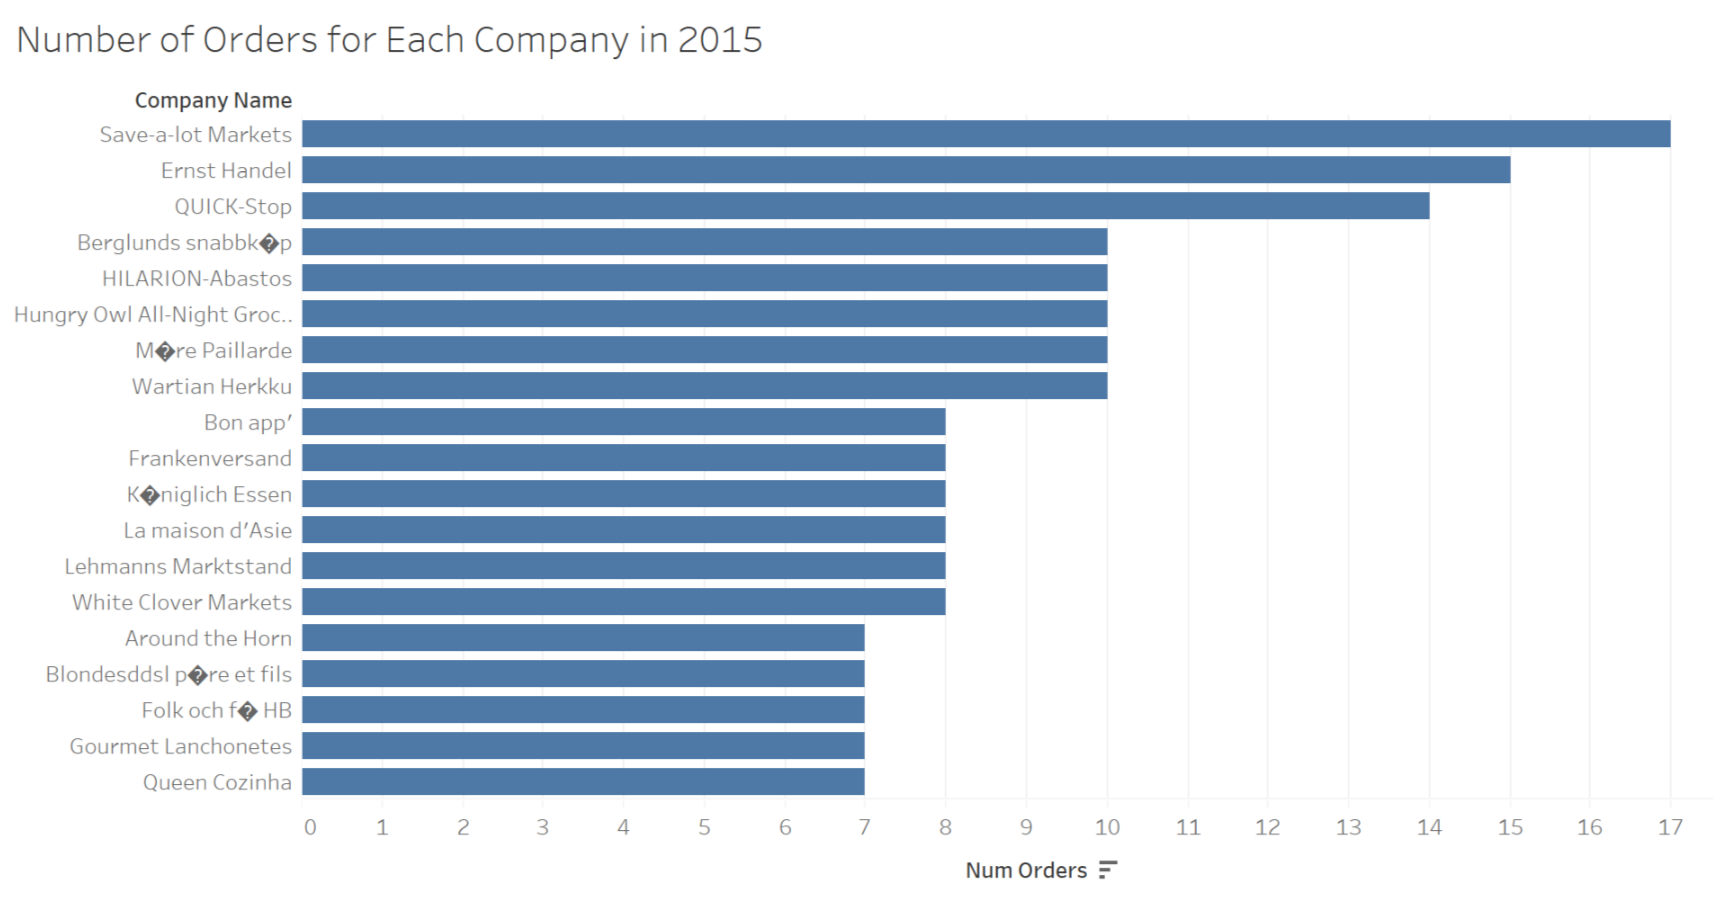 Number of Orders for Each Company in 2015
Company Name
Save-a-lot Markets
Ernst Handel
QUICK-Stop
Berglunds snabbk�p
HILARION-Abastos
Hungry Owl All-Night Groc..
M�re Paillarde
Wartian Herkku
Bon app'
Frankenversand
K�niglich Essen
La maison d'Asie
Lehmanns Marktstand
White Clover Markets
Around the Horn
Blondesddsl p�re et fils
Folk och f� HB
Gourmet Lanchonetes
Queen Cozinha
0 1 2 3 4 5 6 7 8 9 10 11 12 13 14 15 16 17
Num Orders